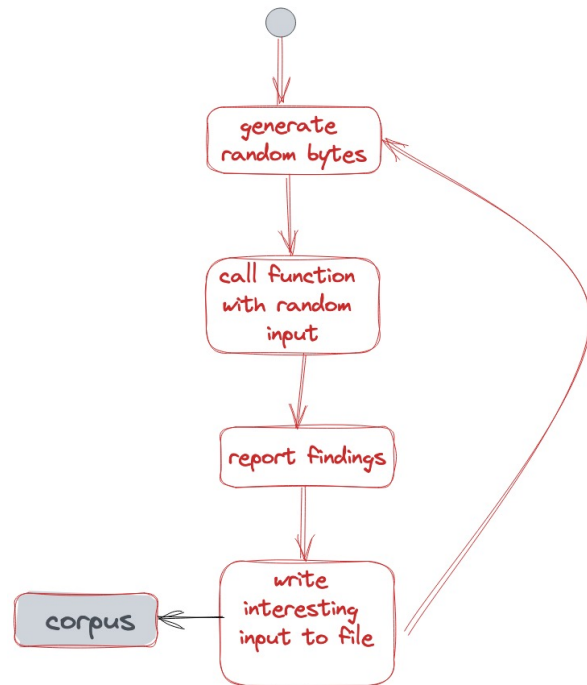 generate
random bytes
call function
with random
input
report findings
write
interesting
input to file
corpus